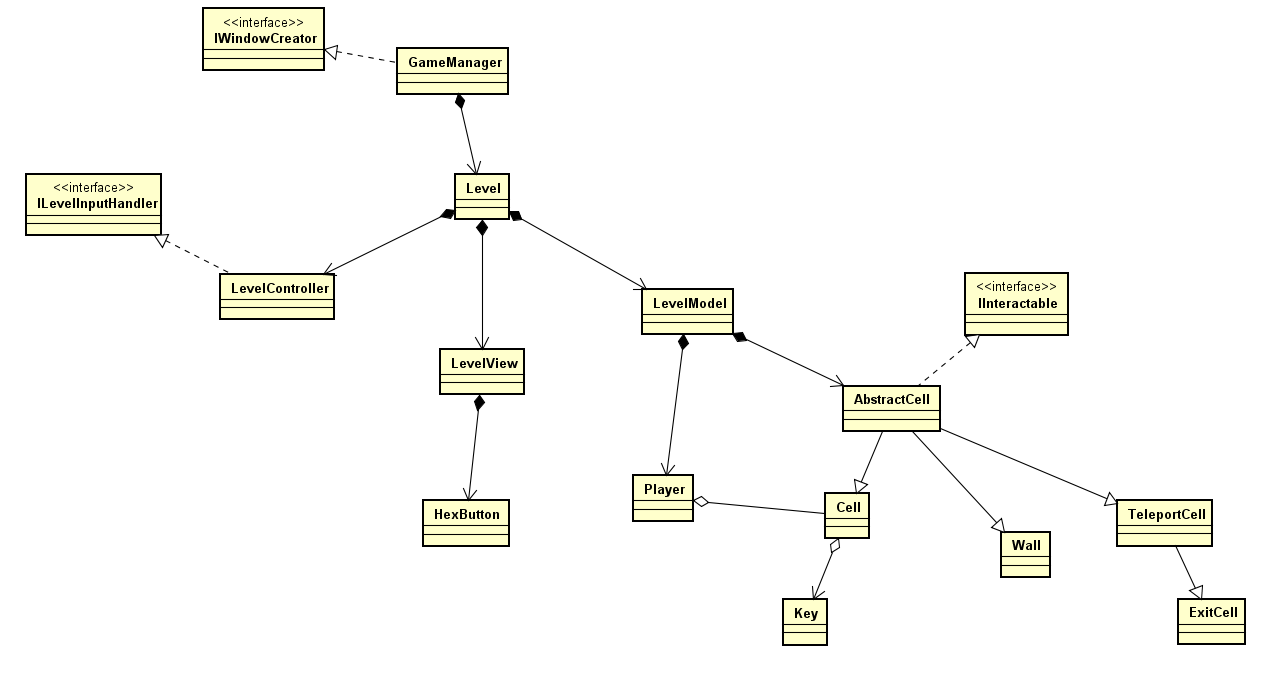 <<interface>>
IWindowCreator
GameManager
<<interface>>
ILevelInputHandler
Level
LevelController
LevelModel
<<interface>>
IInteractable
LevelView
AbstractCell
Player
Cell
HexButton
TeleportCell
Wall
Key
ExitCell